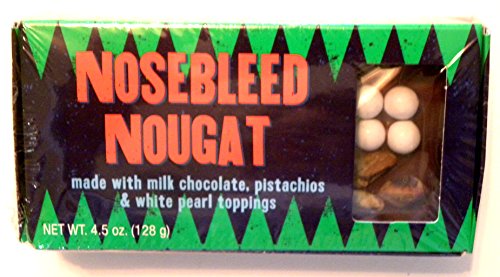 NOSEBLEED
NOUGAT
made with milk chocolate, pistachios
& white pearl toppings
NET WT. 4.5 oz. (128 g)